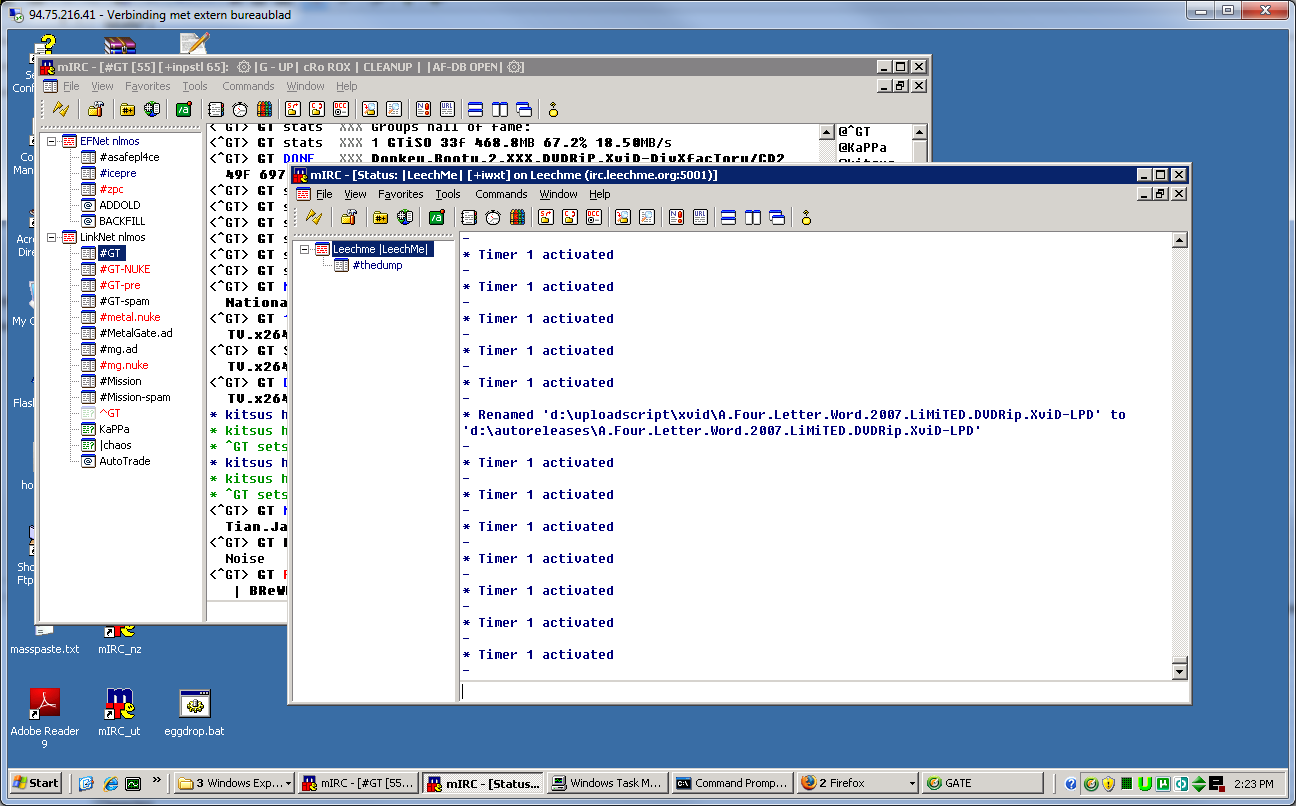 94.75.216.41 - Verbinding met extern bureaublad
mIRC - [#GT [55] [+inpstl 65]: |G - UP| cRo ROX | CLEANUP | |AF-DB OPEN| ]
File View Favorites Tools Commands Window Help
EFNet nlmos
#asafepl4ce
#icepre
#zpc
ADDOLD
BACKFILL
LinkNet nlmos
#GT
#GT-NUKE
#GT-pre
#GT-spam
#metal.nuke
#MetalGate.ad
#mg.ad
#mg.nuke
#Mission
#Mission-spam
^GT
KaPPa
|chaos
AutoTrade
<^GT> GT stats XXX Groups hall of fame:
<^GT> GT stats XXX 1 GTiSO 33f 468.8MB 67.2% 18.50MB/s
<^GT> GT DONE XXX Donkey.Booty.2.XXX.DVDRiP.XviD-DivXfacTory/CD2
49F 697
<^GT> GT s
<^GT> GT s
<^GT> GT s
<^GT> GT s
<^GT> GT s
<^GT> GT s
<^GT> GT
Nationa
<^GT> GT
TV.x264
<^GT> GT S
TV.x264
<^GT> GT D
TV.x264
* kitsus h
* kitsus h
* ^GT sets
* kitsus h
* kitsus h
* ^GT sets
<^GT> GT
Tian.Ja
<^GT> GT
Noise
<^GT> GT
| BReW
@^GT
@KaPPa
@kitsus
mIRC - [Status: |LeechMe| [+iwxt] on Leechme (irc.leechme.org:5001)]
File View Favorites Tools Commands Window Help
Leechme |LeechMe|
#thedump
-
* Timer 1 activated
-
* Timer 1 activated
-
* Timer 1 activated
-
* Timer 1 activated
-
* Timer 1 activated
-
* Renamed 'd:\uploadscript\xvid\A.Four.Letter.Word.2007.LiMiTED.DVDRip.XviD-LPD' to
'd:\autoreleases\A.Four.Letter.Word.2007.LiMiTED.DVDRip.XviD-LPD'
-
* Timer 1 activated
-
* Timer 1 activated
-
* Timer 1 activated
-
* Timer 1 activated
-
* Timer 1 activated
-
* Timer 1 activated
-
* Timer 1 activated
-
Se
Conf
Co
Man
Acro
Dire
My C
Flash
ho
Sho
Ftp
masspaste.txt
mIRC_nz
Adobe Reader
9
mIRC_ut
eggdrop.bat
Start
3 Windows Exp...
mIRC - [#GT [55...
mIRC - [Status...
Windows Task M...
Command Promp...
2 Firefox
GATE
2:23 PM